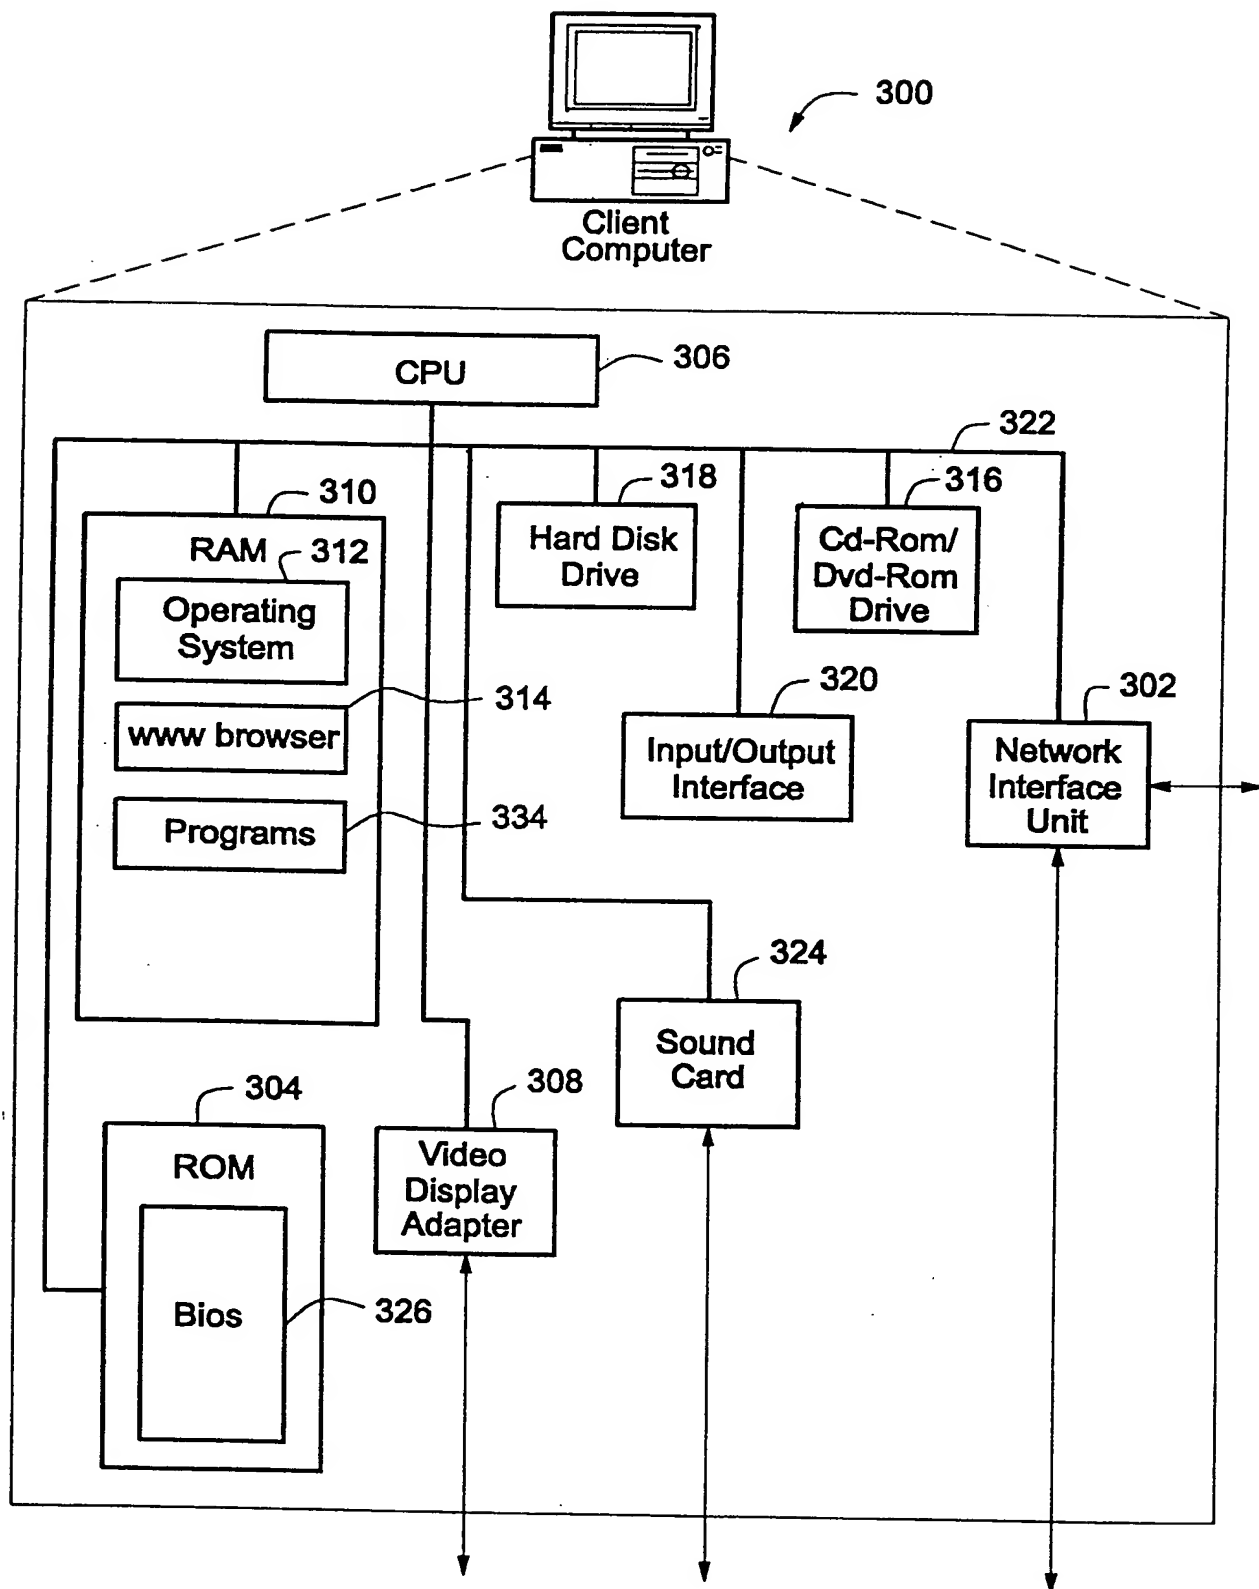 300
Client
Computer
CPU
306
322
310
RAM
312
Operating
System
www browser
314
Programs
334
318
Hard Disk
Drive
316
Cd-Rom/
Dvd-Rom
Drive
320
Input/Output
Interface
302
Network
Interface
Unit
324
Sound
Card
304
ROM
Bios
326
308
Video
Display
Adapter